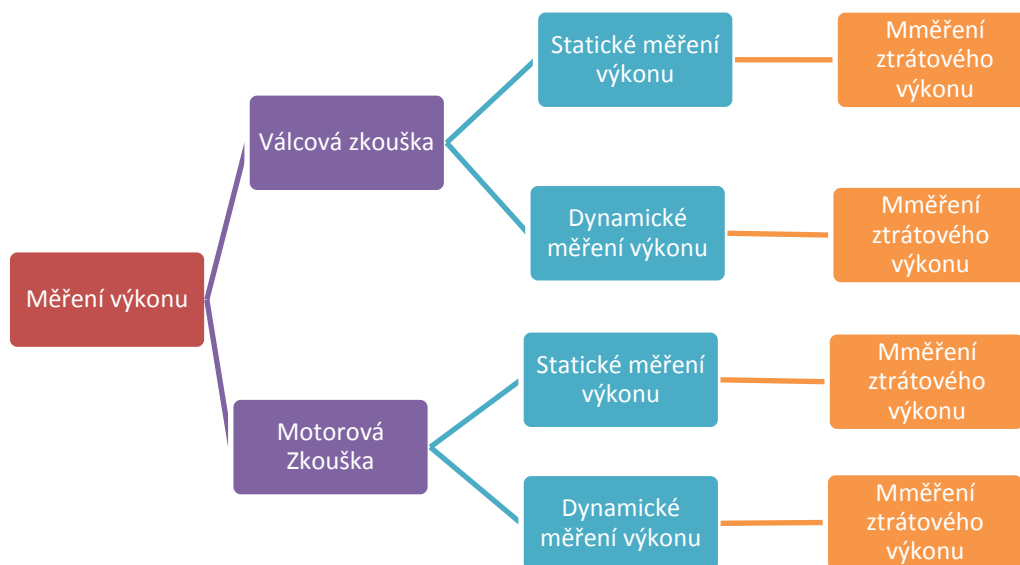 Měření výkonu
Válcová zkouška
Statické měření
výkonu
Mměření
ztrátového
výkonu
Dynamické
měření výkonu
Mměření
ztrátového
výkonu
Motorová
Zkouška
Statické měření
výkonu
Mměření
ztrátového
výkonu
Dynamické
měření výkonu
Mměření
ztrátového
výkonu